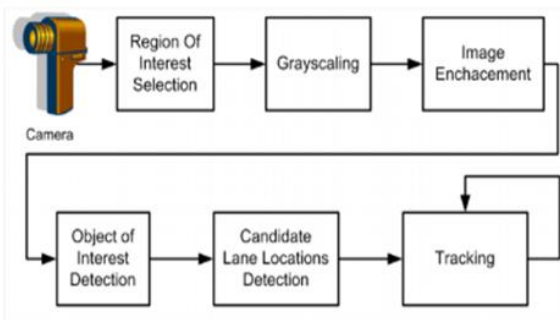 Region Of
Interest
Selection
Grayscaling
Image
Enchacement
Camera
Object of
Interest
Detection
Candidate
Lane Locations
Detection
Tracking